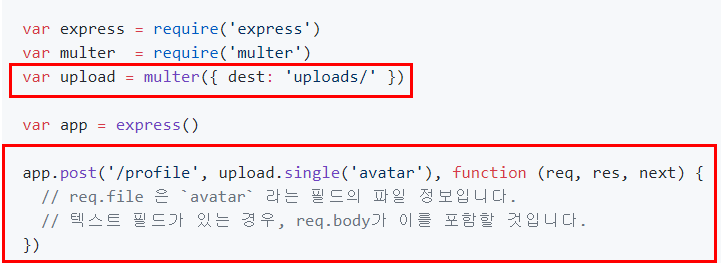 var express = require('express')
var multer  = require('multer')
var upload = multer({ dest: 'uploads/' })
var app = express()
app.post('/profile', upload.single('avatar'), function (req, res, next) {
  // req.file 은 `avatar` 라는 필드의 파일 정보입니다.
  // 텍스트 필드가 있는 경우, req.body가 이를 포함할 것입니다.
})